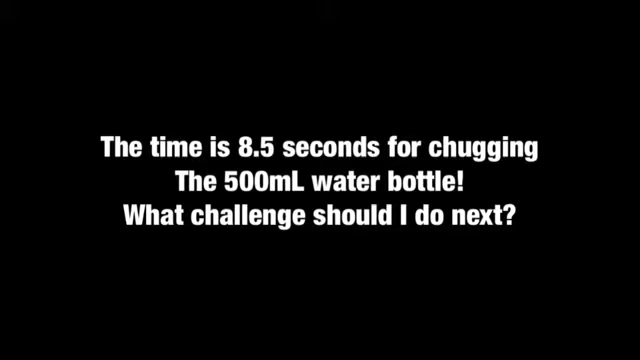 The time is 8.5 seconds for chugging
The 500mL water bottle!
What challenge should I do next?